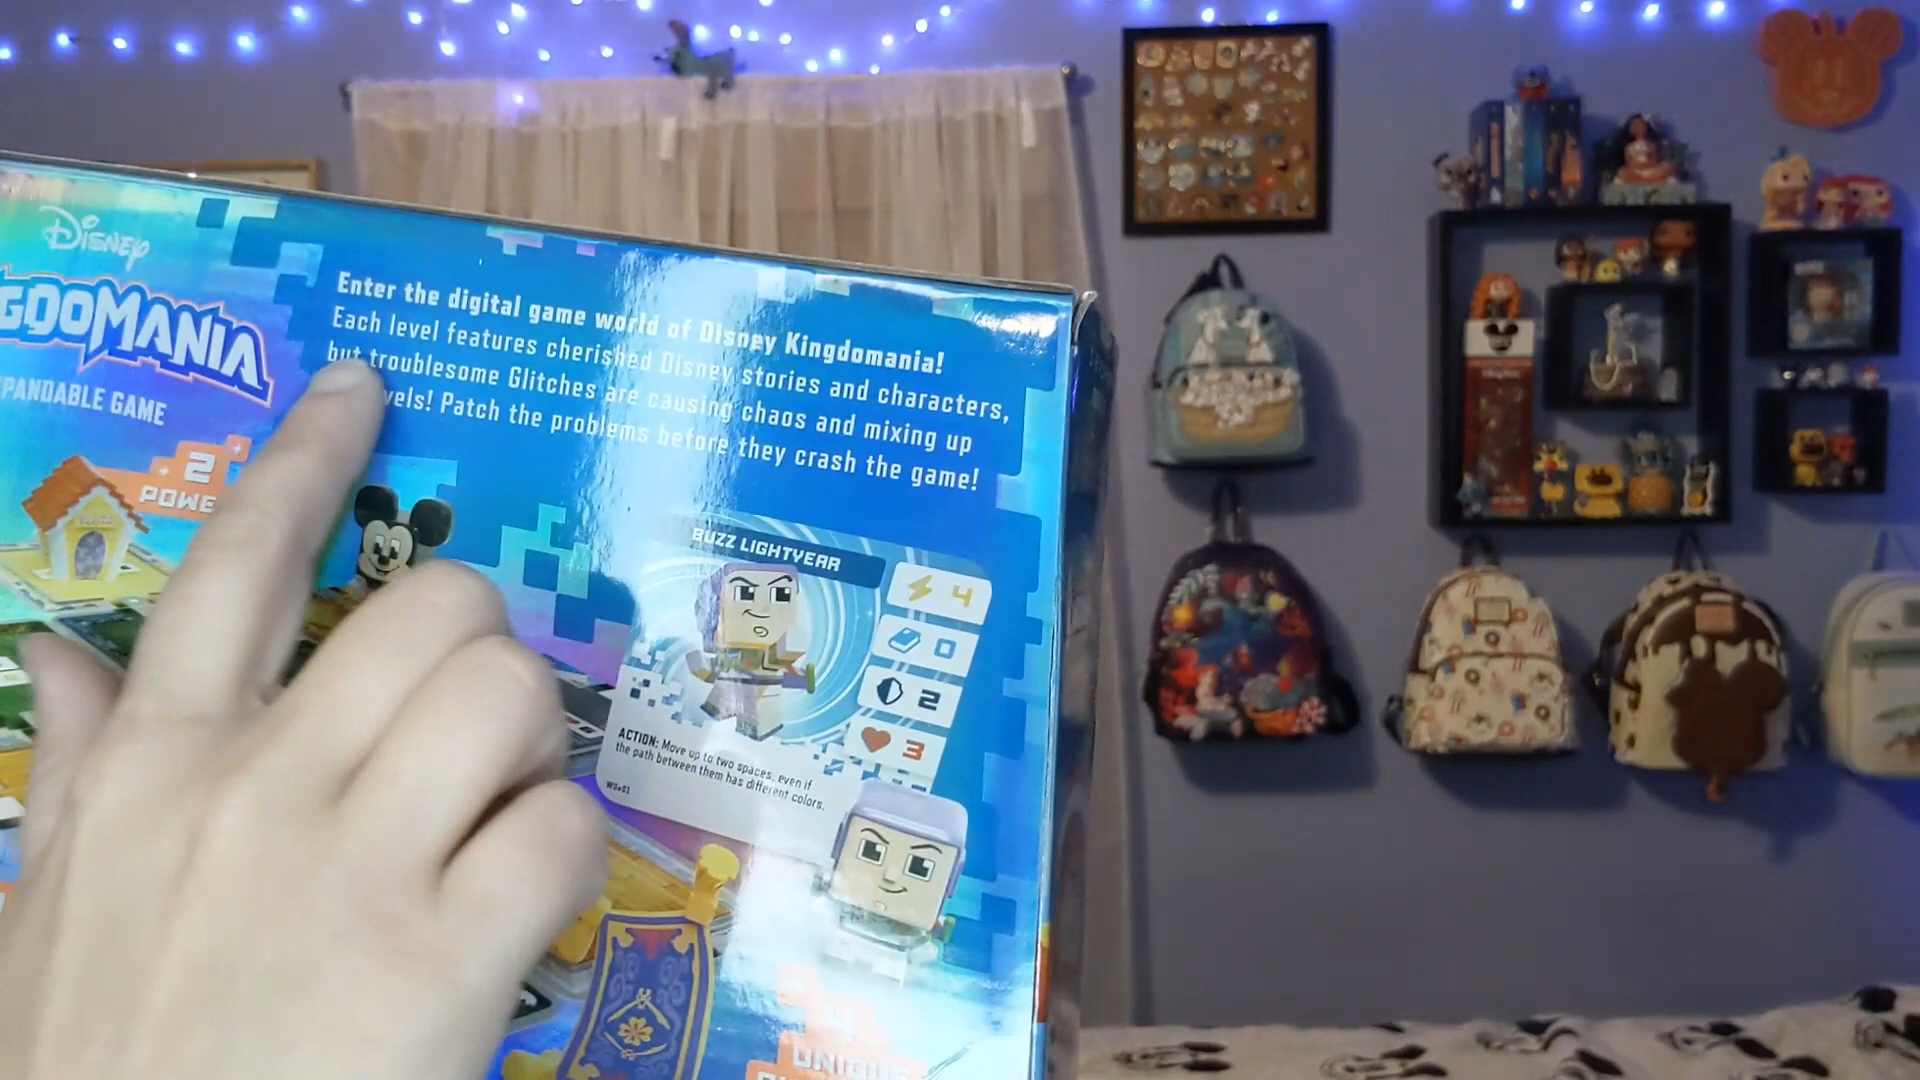 Disney
GDOMANIA
PANDABLE GAME
Enter the digital game world of Disney Kingdomania!
Each level features cherished Disney stories and characters,
but troublesome Glitches are causing chaos and mixing up
vels! Patch the problems before they crash the game!
2
POWE
PLUTO
BUZZ LIGHTYEAR
4
0
2
3
ACTION: Move up to two spaces, even if
the path between them has different colors.
UNIQUE